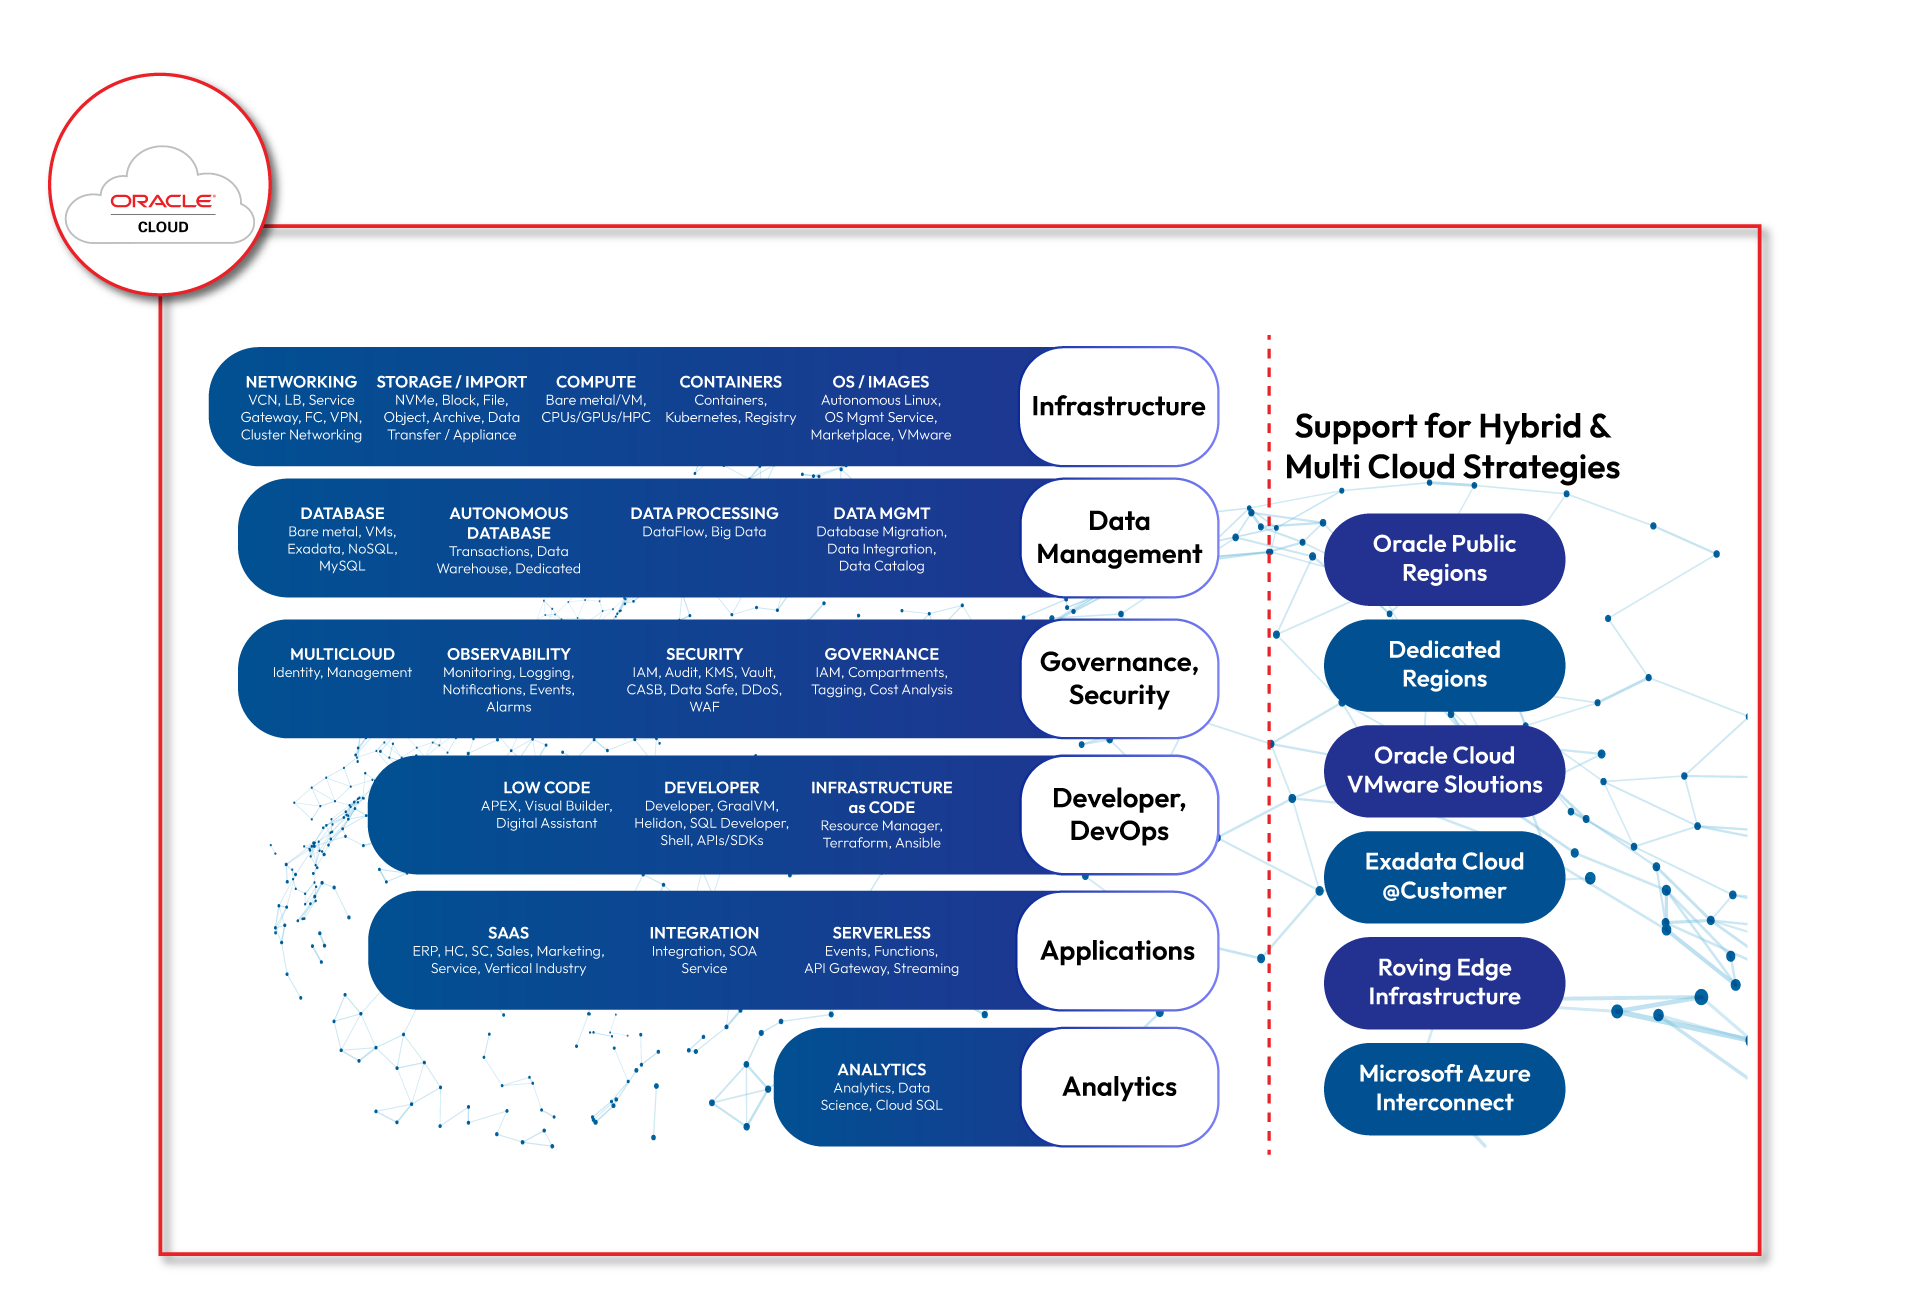 ORACLE
CLOUD
NETWORKING
VCN, LB, Service
Gateway, FC, VPN,
Cluster Networking
STORAGE / IMPORT
NVMe, Block, File,
Object, Archive, Data
Transfer / Appliance
COMPUTE
Bare metal/VM,
CPUs/GPUs/HPC
CONTAINERS
Containers,
Kubernetes, Registry
OS / IMAGES
Autonomous Linux,
OS Mgmt Service,
Marketplace, VMware
Infrastructure
DATABASE
Bare metal, VMs,
Exadata, NoSQL,
MySQL
AUTONOMOUS
DATABASE
Transactions, Data
Warehouse, Dedicated
DATA PROCESSING
DataFlow, Big Data
DATA MGMT
Database Migration,
Data Integration,
Data Catalog
Data
Management
MULTICLOUD
Identity, Management
OBSERVABILITY
Monitoring, Logging,
Notifications, Events,
Alarms
SECURITY
IAM, Audit, KMS, Vault,
CASB, Data Safe, DDoS,
WAF
GOVERNANCE
IAM, Compartments,
Tagging, Cost Analysis
Governance,
Security
LOW CODE
APEX, Visual Builder,
Digital Assistant
DEVELOPER
Developer, GraalVM,
Helidon, SQL Developer,
Shell, APIs/SDKs
INFRASTRUCTURE
as CODE
Resource Manager,
Terraform, Ansible
Developer,
DevOps
SAAS
ERP, HC, SC, Sales, Marketing,
Service, Vertical Industry
INTEGRATION
Integration, SOA
Service
SERVERLESS
Events, Functions,
API Gateway, Streaming
Applications
ANALYTICS
Analytics, Data
Science, Cloud SQL
Analytics
Support for Hybrid &
Multi Cloud Strategies
Oracle Public
Regions
Dedicated
Regions
Oracle Cloud
VMware Sloutions
Exadata Cloud
@Customer
Roving Edge
Infrastructure
Microsoft Azure
Interconnect